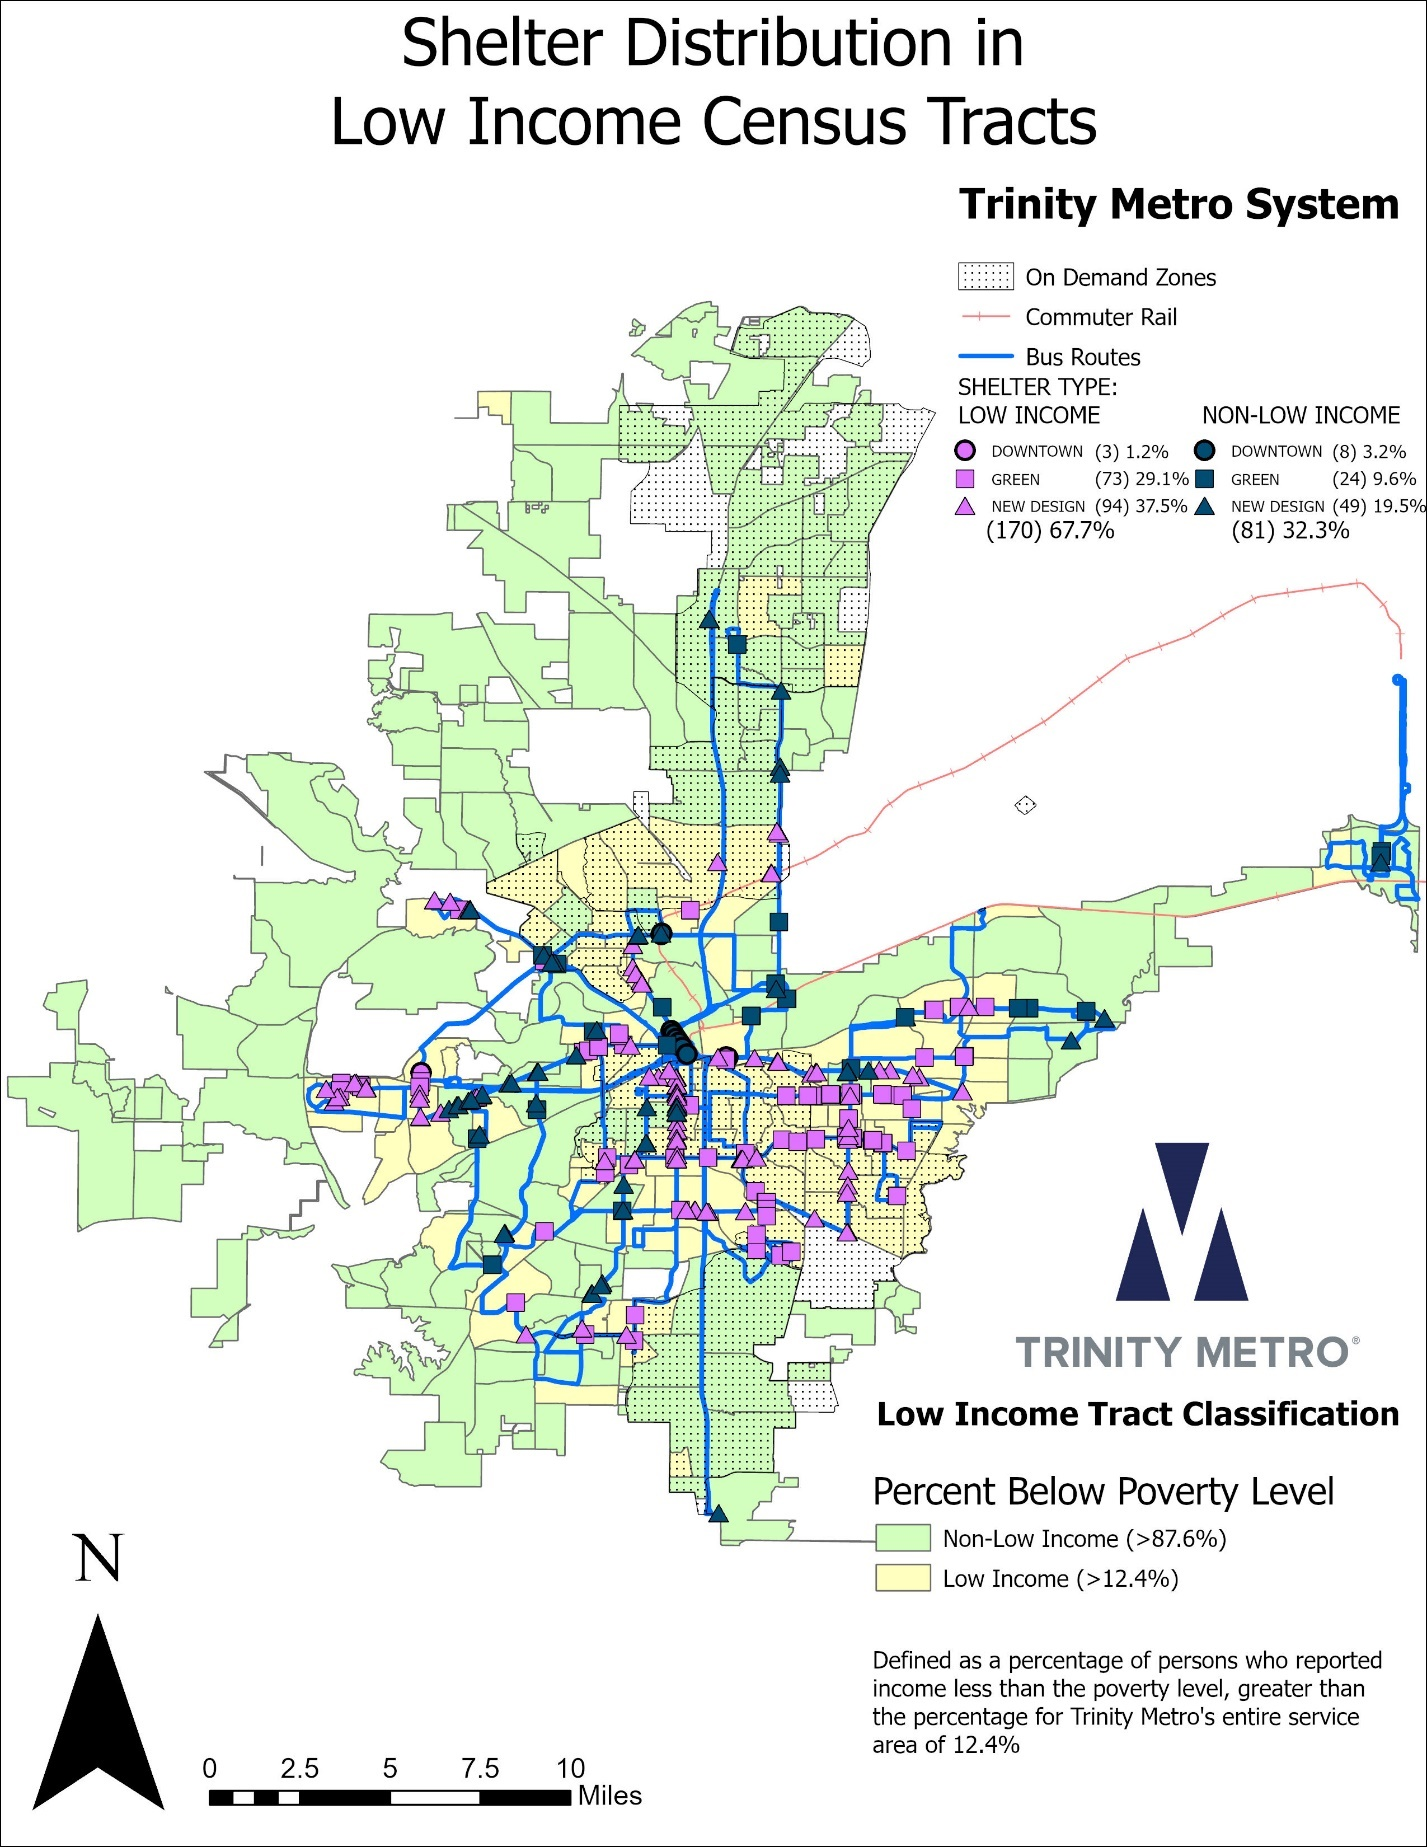 Shelter Distribution in
Low Income Census Tracts
Trinity Metro System
On Demand Zones
Commuter Rail
Bus Routes
SHELTER TYPE:
LOW INCOME NON-LOW INCOME
DOWNTOWN (3) 1.2% DOWNTOWN (8) 3.2%
GREEN (73) 29.1% GREEN (24) 9.6%
NEW DESIGN (94) 37.5% NEW DESIGN (49) 19.5%
(170) 67.7% (81) 32.3%
TRINITY METRO®
Low Income Tract Classification
Percent Below Poverty Level
Non-Low Income (>87.6%)
Low Income (>12.4%)
Defined as a percentage of persons who reported
income less than the poverty level, greater than
the percentage for Trinity Metro's entire service
area of 12.4%
N
0 2.5 5 7.5 10
Miles